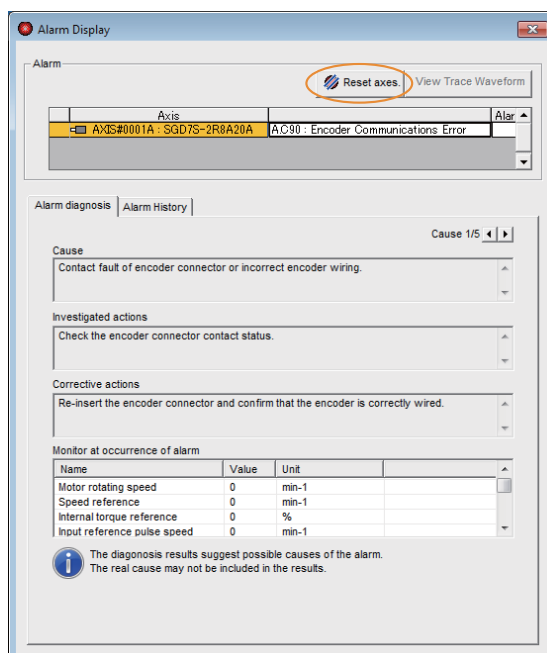 Alarm Display
Alarm
Reset axes.
View Trace Waveform
Axis
Alar
AXIS#0001A : SGD7S-2R8A20A
A.C90 : Encoder Communications Error
Alarm diagnosis
Alarm History
Cause 1/5
Cause
Contact fault of encoder connector or incorrect encoder wiring.
Investigated actions
Check the encoder connector contact status.
Corrective actions
Re-insert the encoder connector and confirm that the encoder is correctly wired.
Monitor at occurrence of alarm
Name Value Unit
Motor rotating speed 0 min-1
Speed reference 0 min-1
Internal torque reference 0 %
Input reference pulse speed 0 min-1
The diagonosis results suggest possible causes of the alarm.
The real cause may not be included in the results.